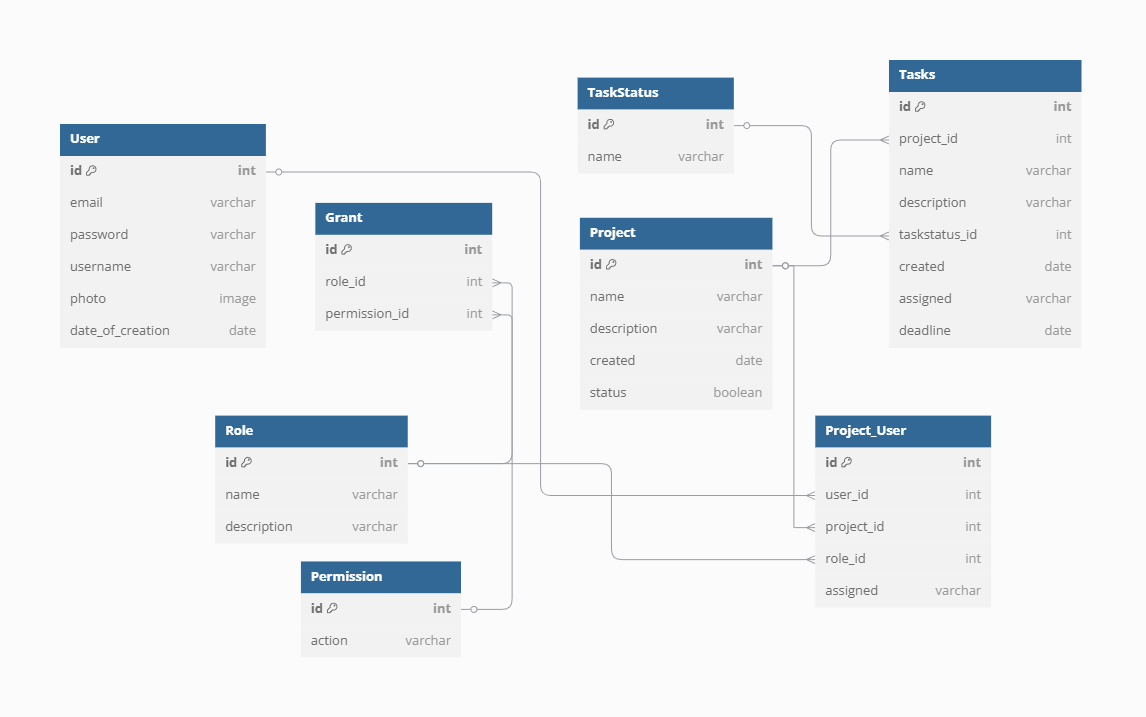 User
id int
email varchar
password varchar
username varchar
photo image
date_of_creation date
Grant
id int
role_id int
permission_id int
Role
id int
name varchar
description varchar
Permission
id int
action varchar
TaskStatus
id int
name varchar
Project
id int
name varchar
description varchar
created date
status boolean
Tasks
id int
project_id int
name varchar
description varchar
taskstatus_id int
created date
assigned varchar
deadline date
Project_User
id int
user_id int
project_id int
role_id int
assigned varchar